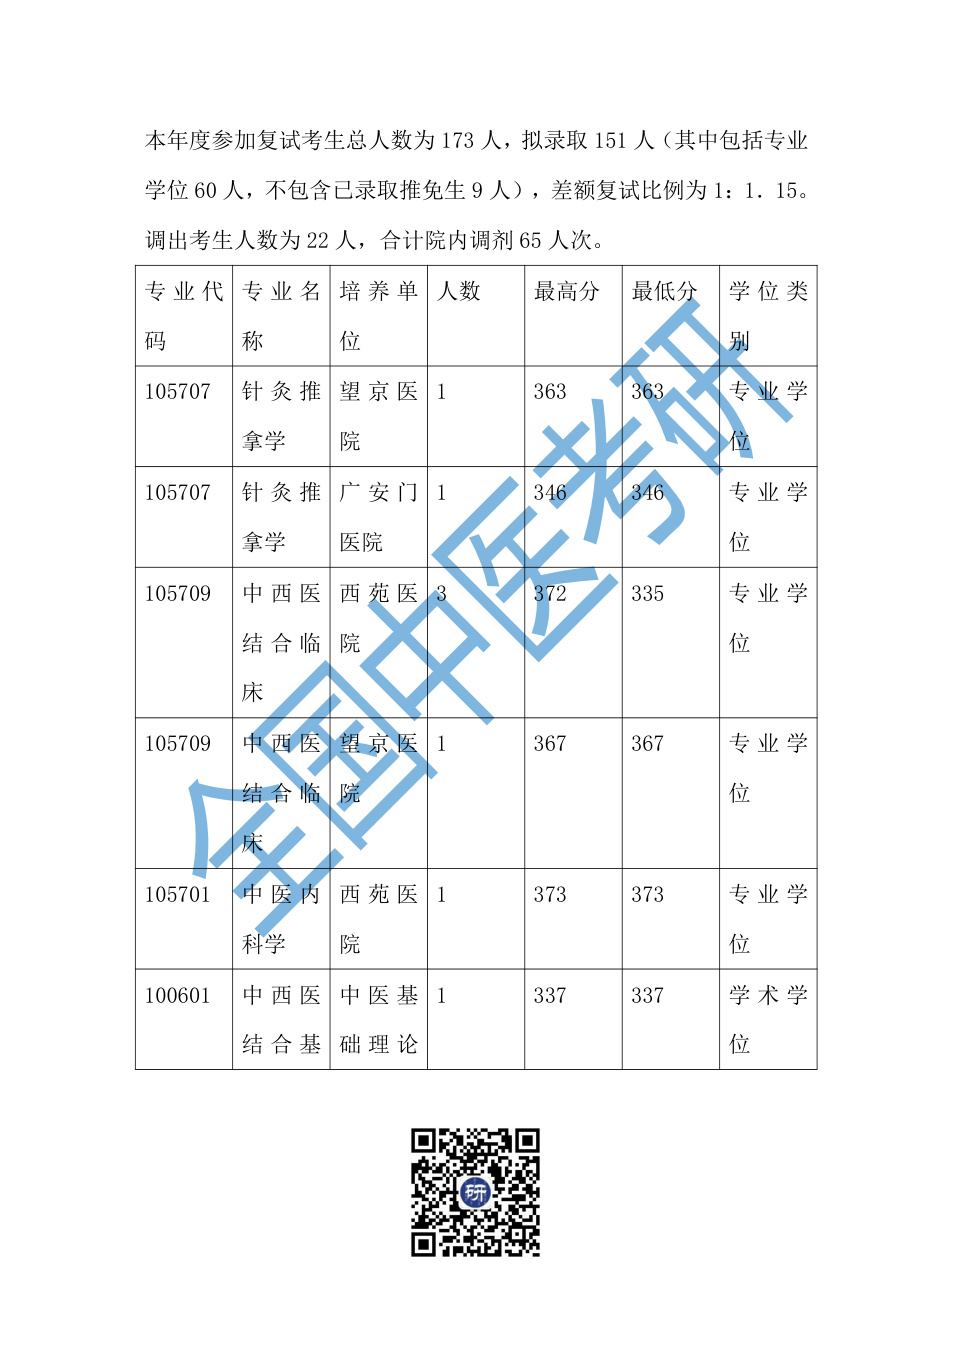 本年度参加复试考生总人数为 173 人，拟录取 151 人（其中包括专业
学位 60 人，不包含已录取推免生 9 人），差额复试比例为 1：1．15。
调出考生人数为 22 人，合计院内调剂 65 人次。
专业代码 专业名称 培养单位 人数 最高分 最低分 学位类别
105707 针灸推拿学 望京医院 1 363 363 专业学位
105707 针灸推拿学 广安门医院 1 346 346 专业学位
105709 中西医结合临床 西苑医院 3 372 335 专业学位
105709 中西医结合临床 望京医院 1 367 367 专业学位
105701 中医内科学 西苑医院 1 373 373 专业学位
100601 中西医结合基 中医基础理论 1 337 337 学术学位
全国中医考研
研